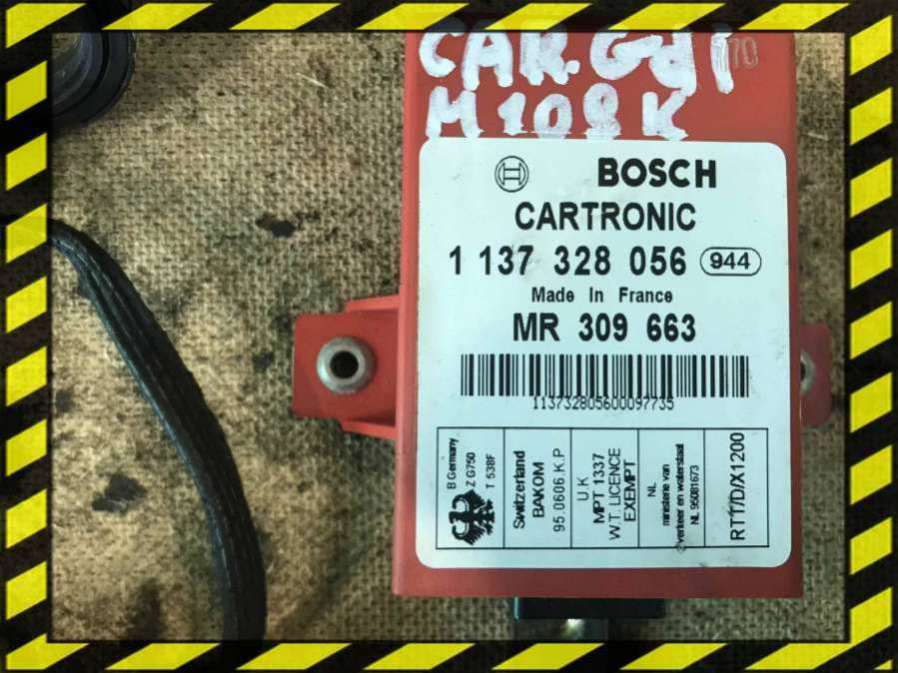 CAR.Gdi
M108K
BOSCH
CARTRONIC
1 137 328 056 944
Made In France
MR 309 663
113732805600097735
B Germany
Z G750
T 538F
Switzerland
BAKOM
95.0606.K.P
U K
MPT 1337
W.T. LICENCE
EXEMPT
NL
ministerie van
verkeer en waterstaat
NL 95081673
RTT/D/X1200